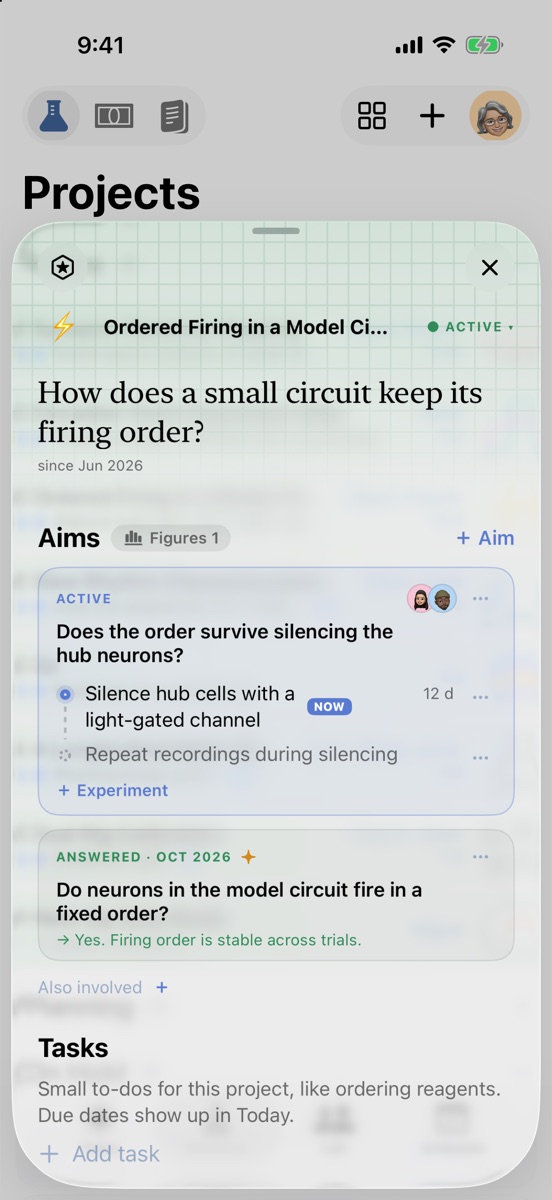 9:41
Projects
Ordered Firing in a Model Ci...
ACTIVE
How does a small circuit keep its
firing order?
since Jun 2026
Aims
Figures 1
+ Aim
ACTIVE
Does the order survive silencing the
hub neurons?
Silence hub cells with a
light-gated channel
NOW
12 d
Repeat recordings during silencing
+ Experiment
ANSWERED · OCT 2026
Do neurons in the model circuit fire in a
fixed order?
→ Yes. Firing order is stable across trials.
Also involved +
Tasks
Small to-dos for this project, like ordering reagents.
Due dates show up in Today.
+ Add task